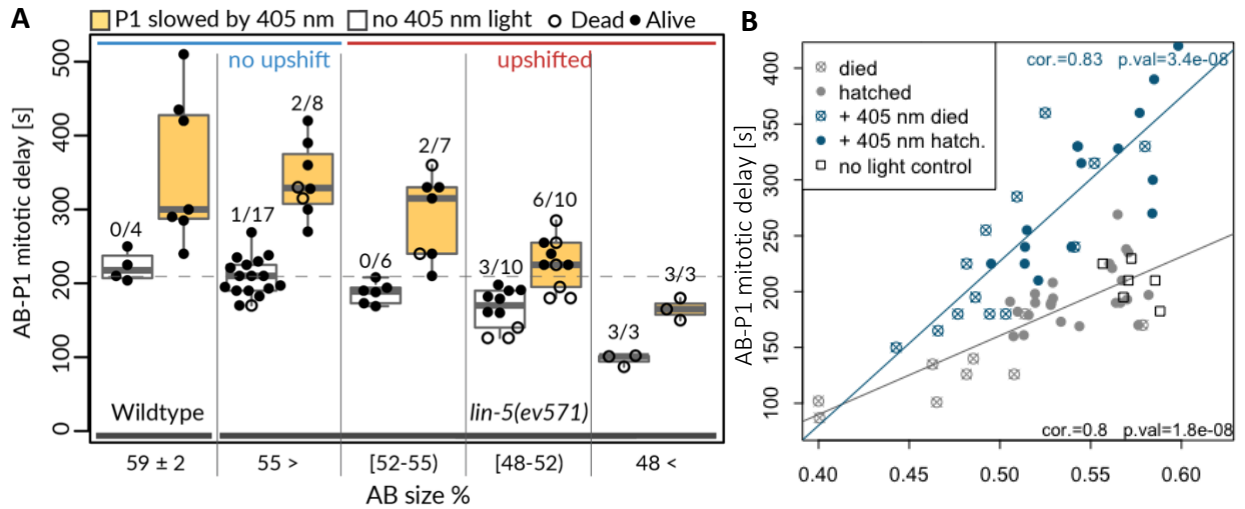 A
P1 slowed by 405 nm no 405 nm light Dead Alive
no upshift upshifted
AB-P1 mitotic delay [s]
500
400
300
200
100
0
0/4
1/17
2/8
0/6
2/7
3/10
6/10
3/3
3/3
Wildtype lin-5(ev571)
59 ± 2 55 > [52-55) [48-52) 48 <
AB size %
B
died
hatched
+ 405 nm died
+ 405 nm hatch.
no light control
cor.=0.83 p.val=3.4e-08
AB-P1 mitotic delay [s]
400
350
300
250
200
150
100
cor.=0.8 p.val=1.8e-08
0.40 0.45 0.50 0.55 0.60